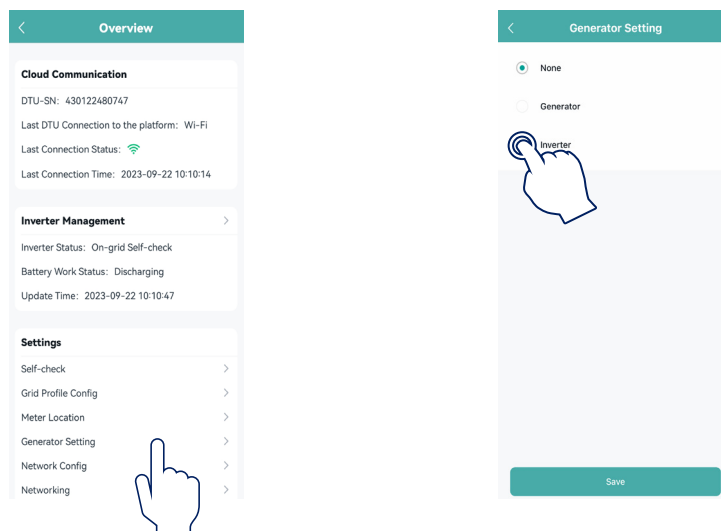 Overview
Cloud Communication
DTU-SN: 430122480747
Last DTU Connection to the platform: Wi-Fi
Last Connection Status:
Last Connection Time: 2023-09-22 10:10:14
Inverter Management
Inverter Status: On-grid Self-check
Battery Work Status: Discharging
Update Time: 2023-09-22 10:10:47
Settings
Self-check
Grid Profile Config
Meter Location
Generator Setting
Network Config
Networking
Generator Setting
None
Generator
Inverter
Save